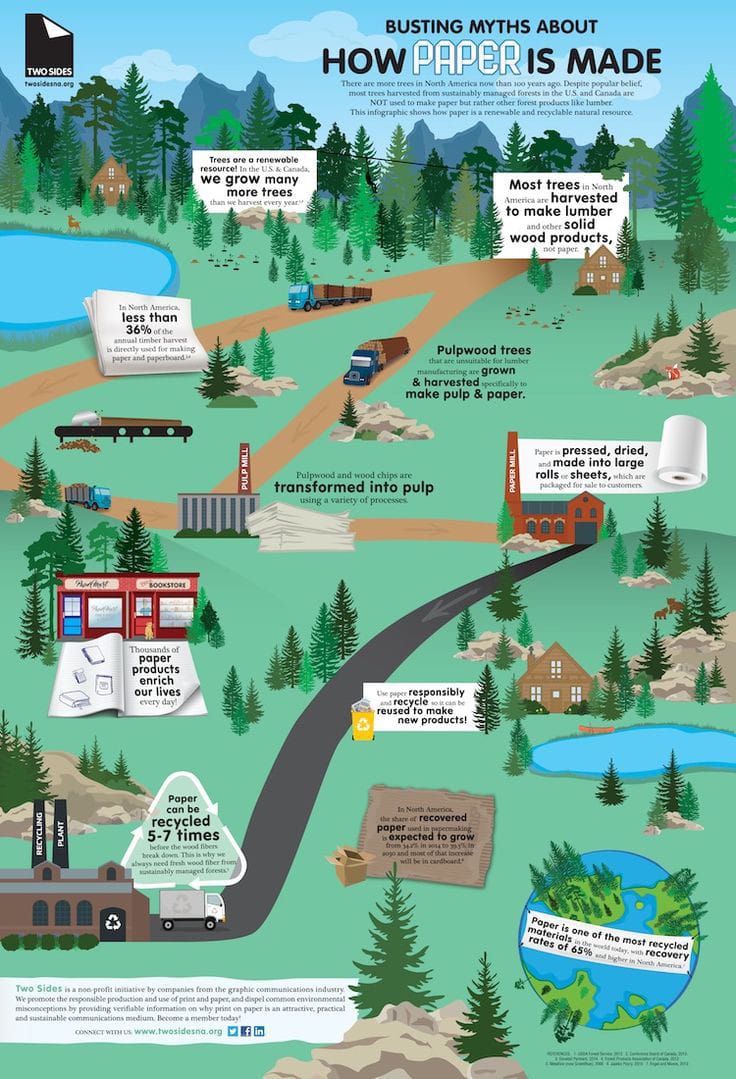 TWO SIDES
twosidesna.org
BUSTING MYTHS ABOUT
HOW PAPER IS MADE
There are more trees in North America now than 100 years ago. Despite popular belief,
most trees harvested from sustainably managed forests in the U.S. and Canada are
NOT used to make paper but rather other forest products like lumber.
This infographic shows how paper is a renewable and recyclable natural resource.
Trees are a renewable
resource! In the U.S. & Canada,
we grow many
more trees
than we harvest every year.
Most trees in North
America are harvested
to make lumber
and other solid
wood products,
not paper.
In North America,
less than
36% of the
annual timber harvest
is directly used for making
paper and paperboard.
Pulpwood trees
that are unsuitable for lumber
manufacturing are grown
& harvested specifically to
make pulp & paper.
PULP MILL
Pulpwood and wood chips are
transformed into pulp
using a variety of processes.
PAPER MILL
Paper is pressed, dried,
and made into large
rolls or sheets, which are
packaged for sale to customers.
BOOKSTORE
Thousands of
paper
products
enrich
our lives
every day!
Use paper responsibly
and recycle so it can be
reused to make
new products!
RECYCLING
PLANT
Paper
can be
recycled
5-7 times
before the wood fibers
break down. This is why we
always need fresh wood fiber from
sustainably managed forests.
In North America,
the share of recovered
paper used in papermaking
is expected to grow
from 34.2% in 2014 to 39.3% in
2030 and most of that increase
will be in cardboard.
Paper is one of the most recycled
materials in the world today, with recovery
rates of 65% and higher in North America.
Two Sides is a non-profit initiative by companies from the graphic communications industry.
We promote the responsible production and use of print and paper, and dispel common environmental
misconceptions by providing verifiable information on why print on paper is an attractive, practical
and sustainable communications medium. Become a member today!
CONNECT WITH US: www.twosidesna.org